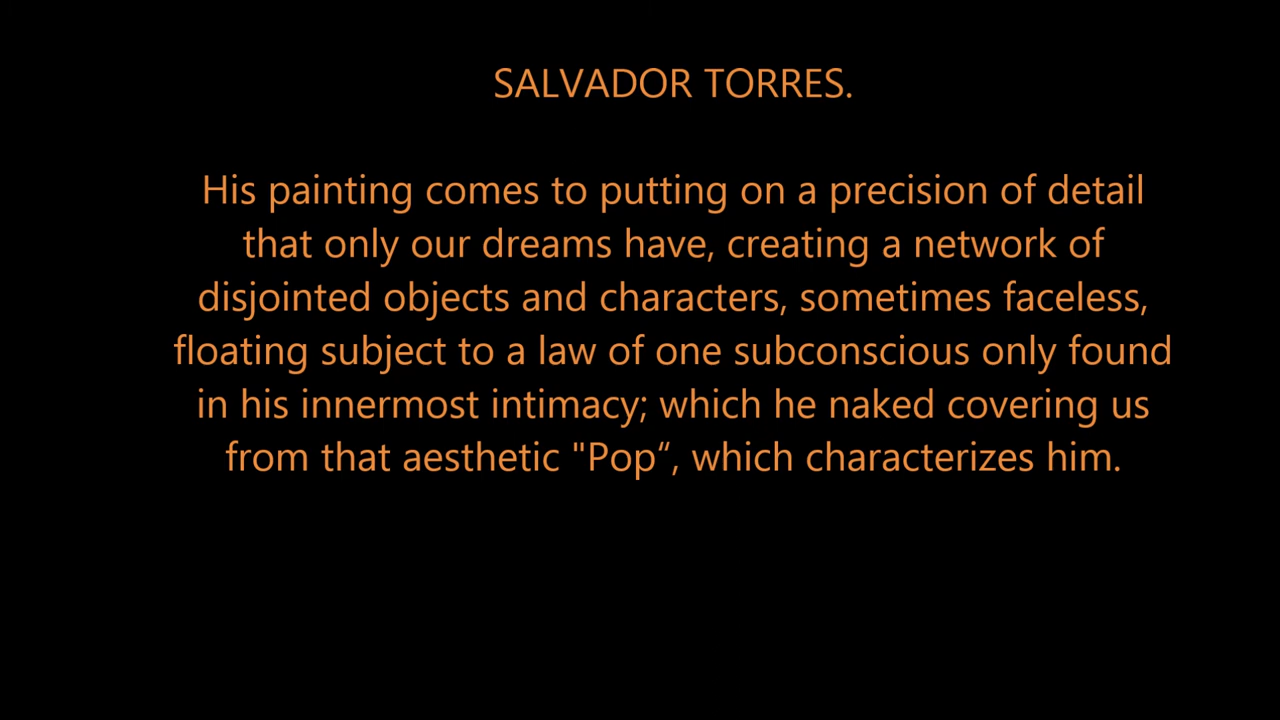 SALVADOR TORRES.
His painting comes to putting on a precision of detail
that only our dreams have, creating a network of
disjointed objects and characters, sometimes faceless,
floating subject to a law of one subconscious only found
in his innermost intimacy; which he naked covering us
from that aesthetic "Pop“, which characterizes him.